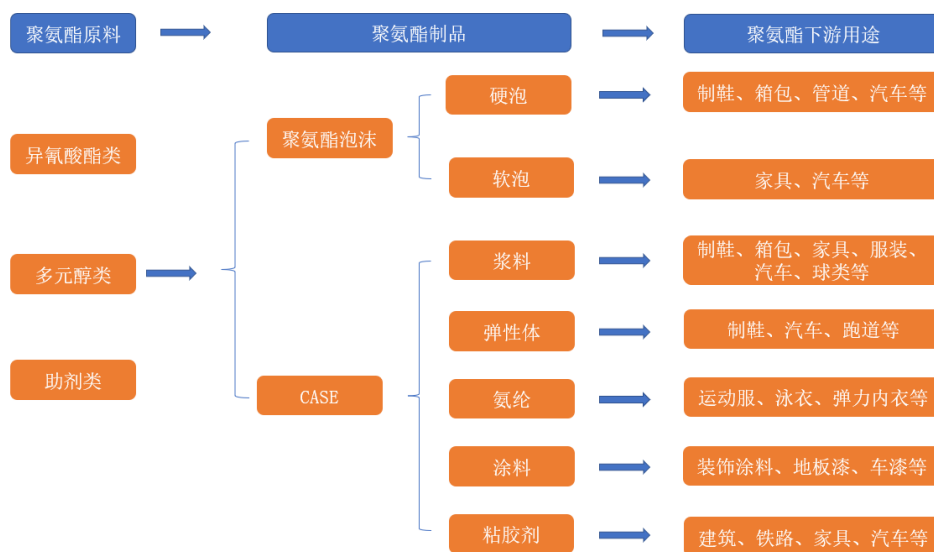 聚氨酯原料
聚氨酯制品
聚氨酯下游用途
异氰酸酯类
多元醇类
助剂类
聚氨酯泡沫
CASE
硬泡
制鞋、箱包、管道、汽车等
软泡
家具、汽车等
浆料
制鞋、箱包、家具、服装、
汽车、球类等
弹性体
制鞋、汽车、跑道等
氨纶
运动服、泳衣、弹力内衣等
涂料
装饰涂料、地板漆、车漆等
粘胶剂
建筑、铁路、家具、汽车等